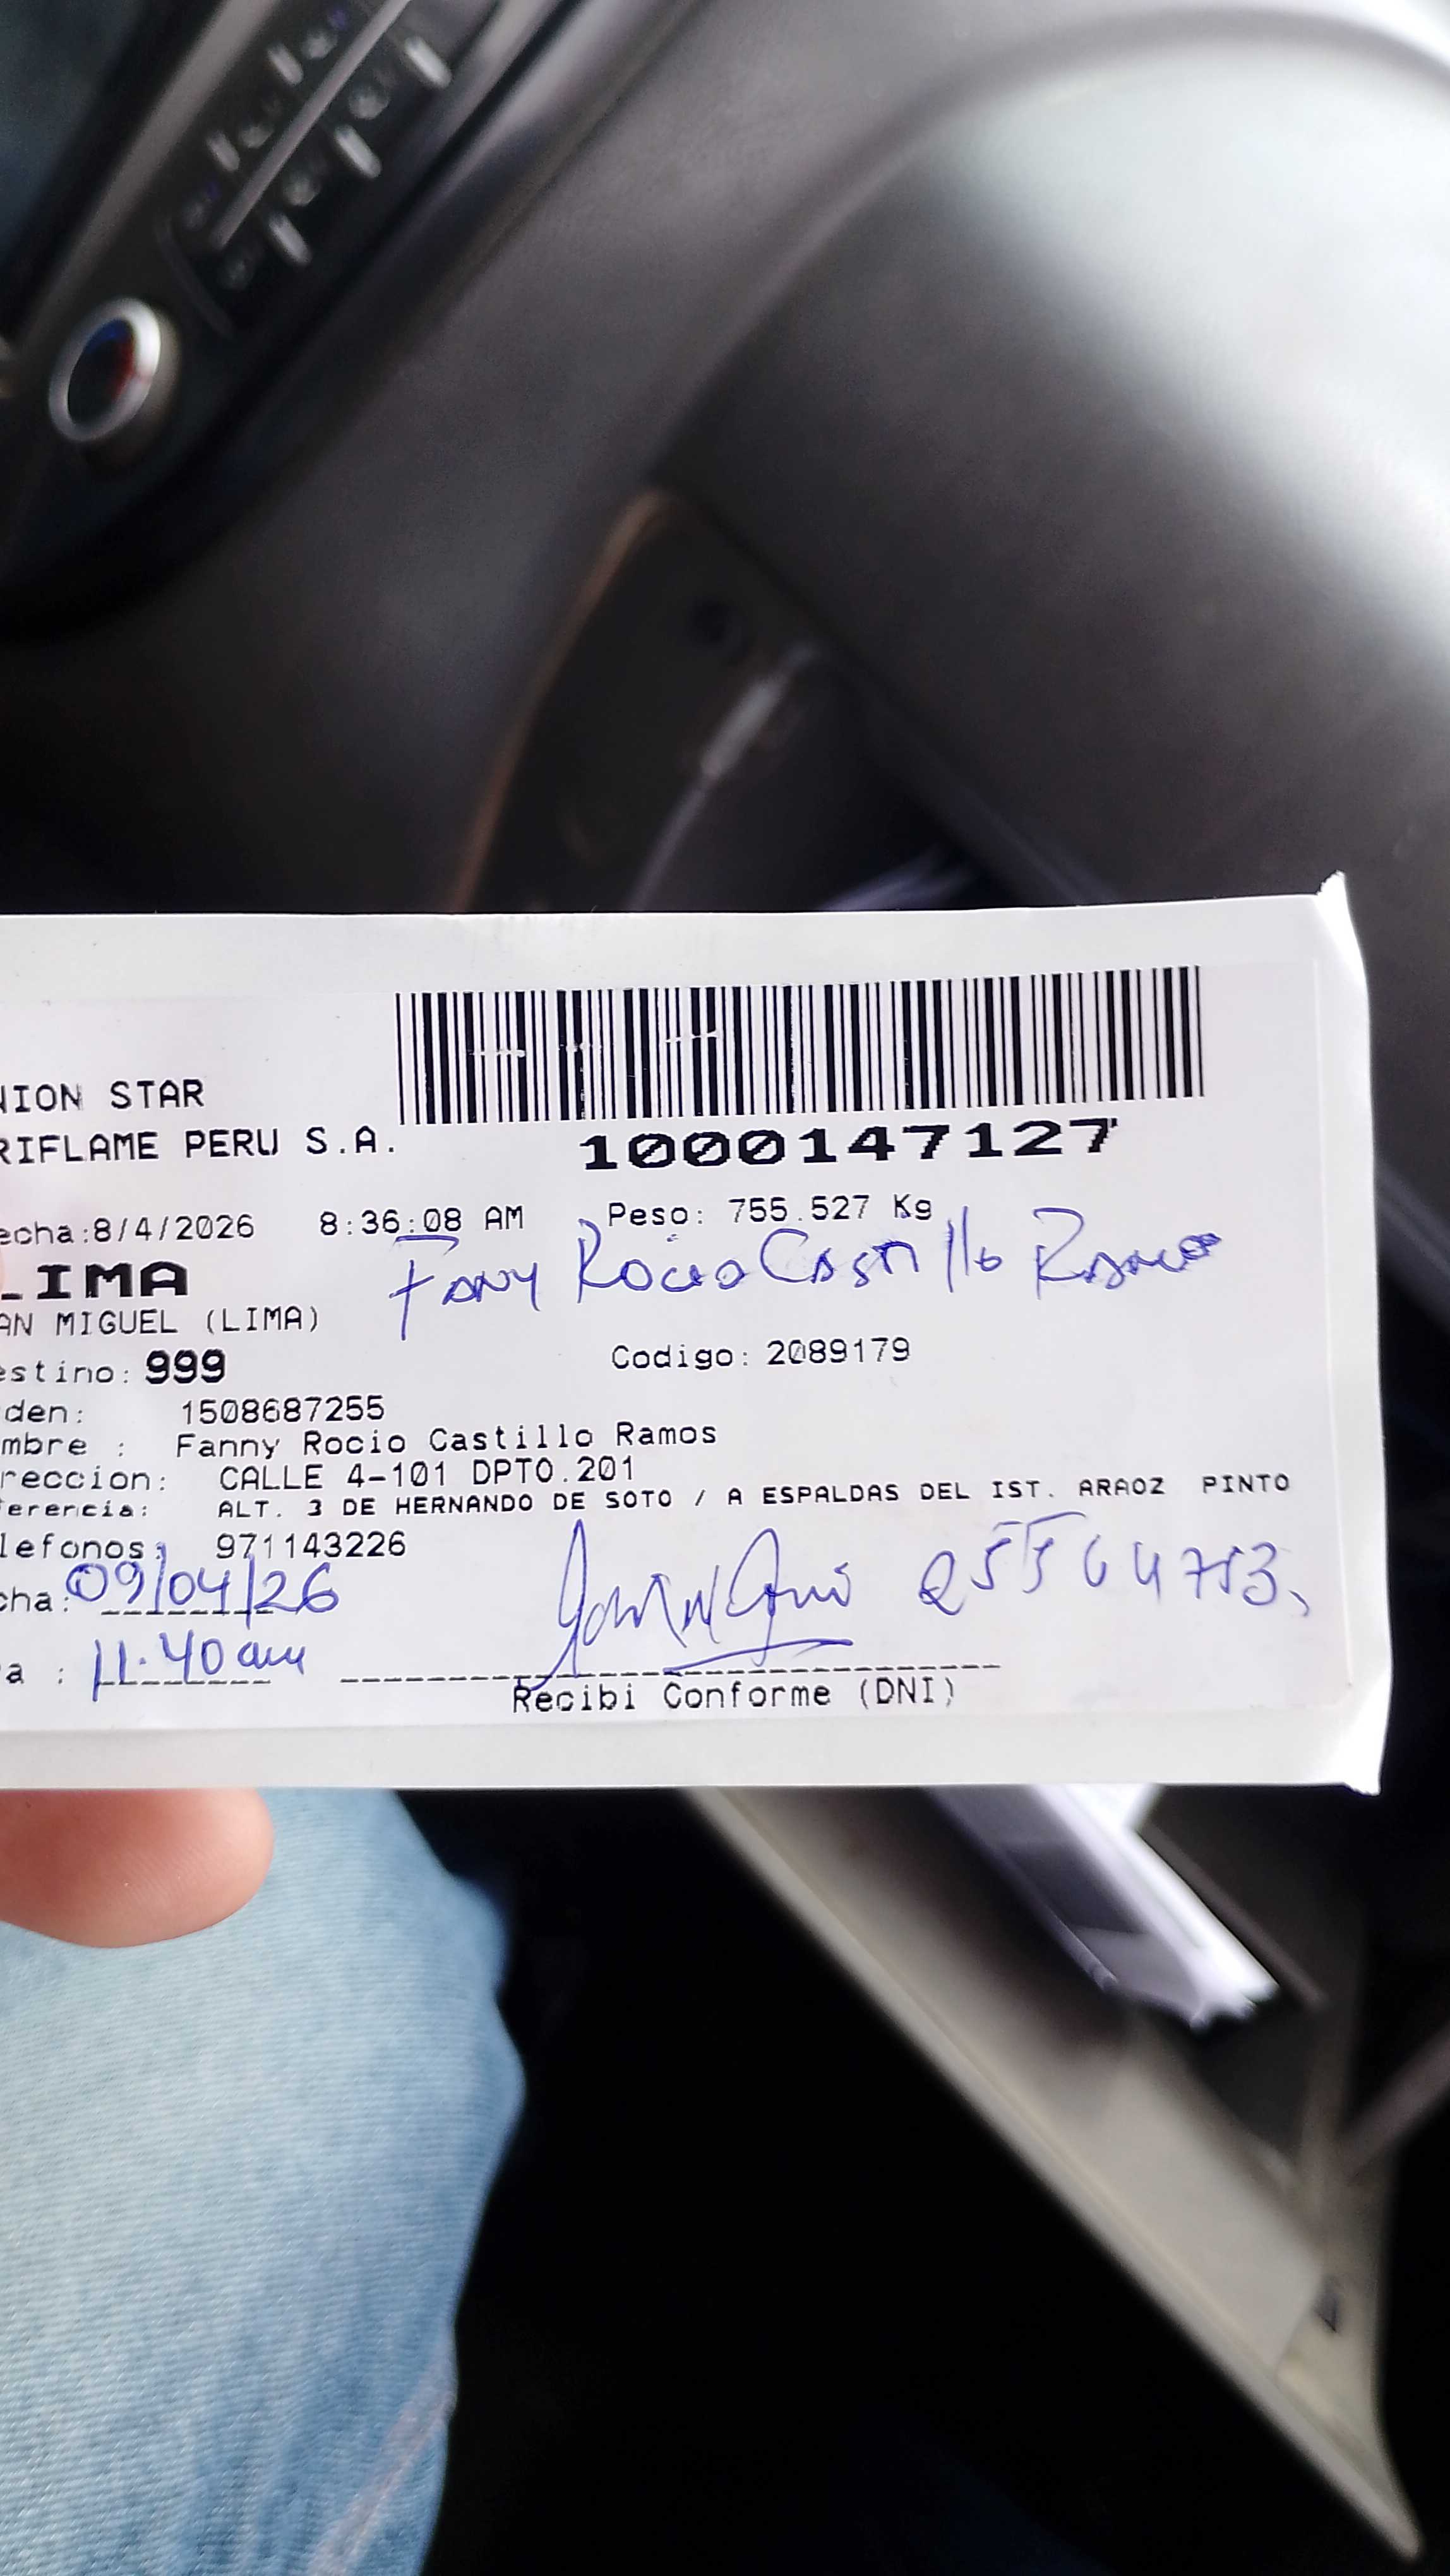 NION STAR
RIFLAME PERU S.A.
1000147127
echa:8/4/2026 8:36:08 AM Peso: 755.527 Kg
LIMA Fany Rocio Castillo Ramos
AN MIGUEL (LIMA)
estino: 999 Codigo: 2089179
den: 1508687255
mbre : Fanny Rocio Castillo Ramos
reccion: CALLE 4-101 DPTO.201
erencia: ALT. 3 DE HERNANDO DE SOTO / A ESPALDAS DEL IST. ARAOZ PINTO
lefonos: 971143226
cha: 09/04/26 25564753
a : 11:40am
Recibi Conforme (DNI)